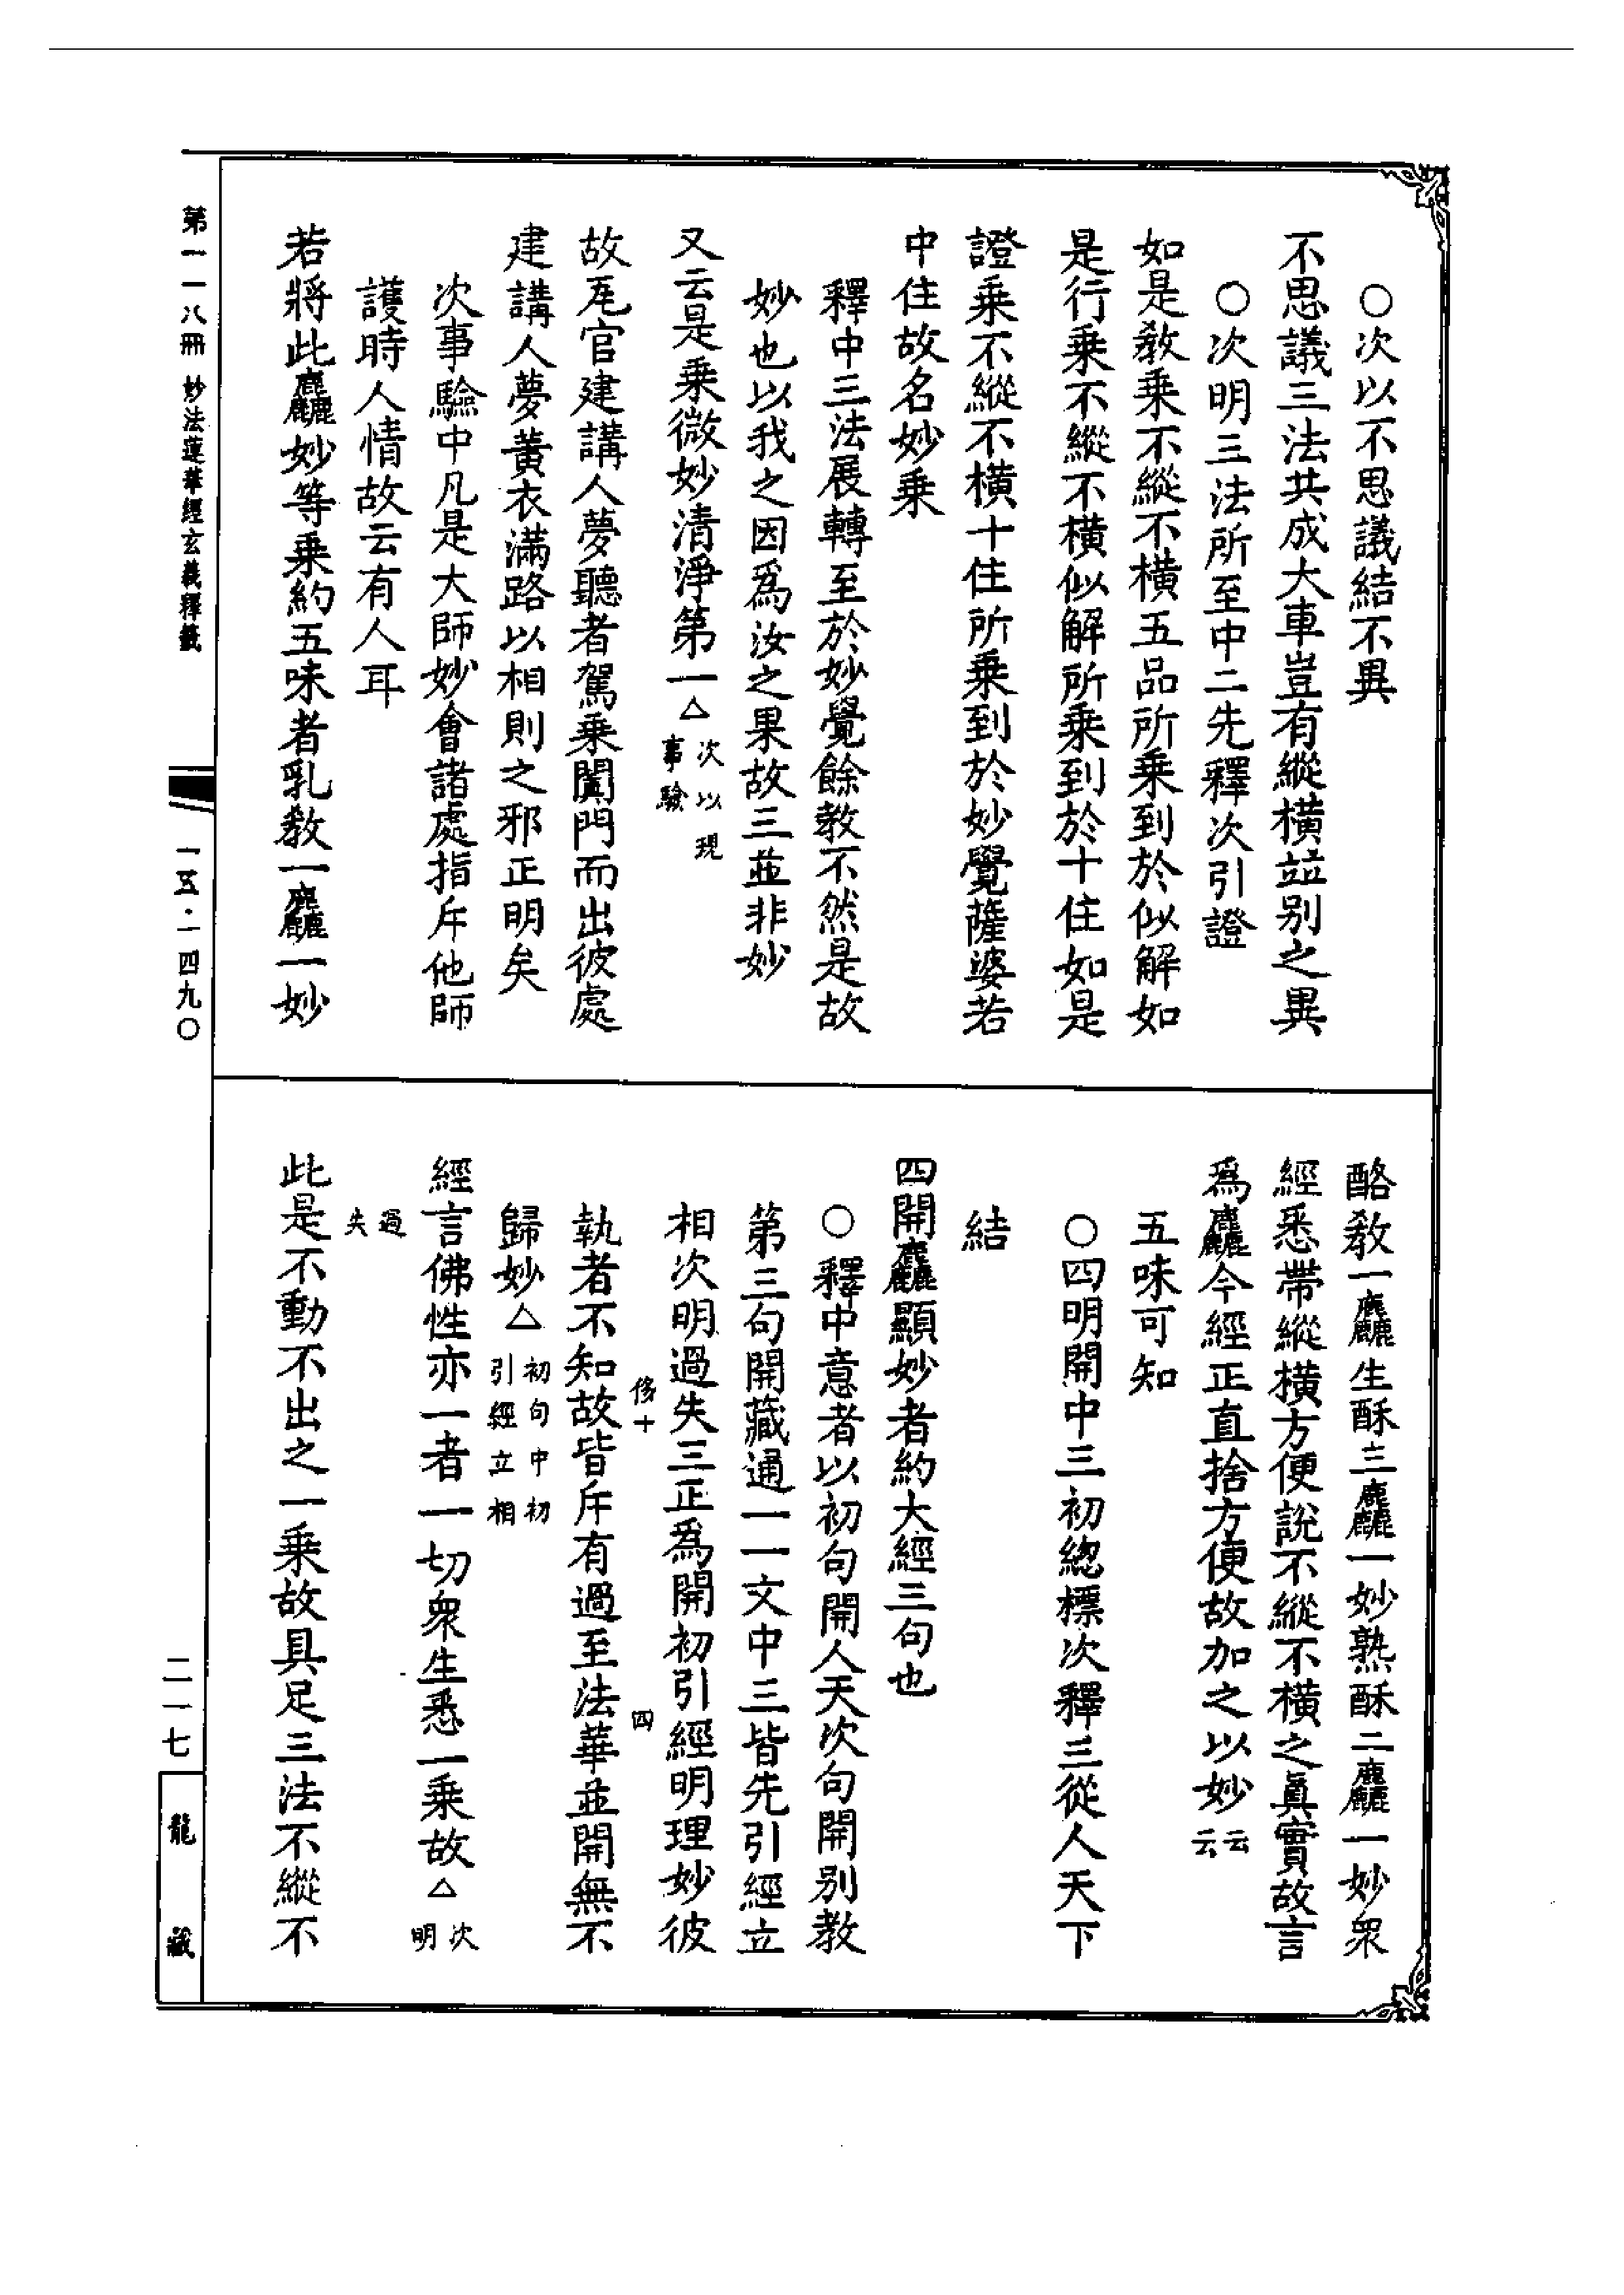 ○次以不思議結不異
不思議三法共成大車豈有縱橫竝别之異
○次明三法所至中二先釋次引證
如是教乗不縱不橫五品所乗到於似解如
是行乗不縱不橫似解所乗到於十住如是
證乗不縱不橫十住所乗到於妙覺薩婆若
中住故名妙乗
釋中三法展轉至於妙覺餘教不然是故
妙也以我之因爲汝之果故三並非妙
又云是乗微妙清淨第一△次以現
事驗
故瓦官建講人夢聽者駕乗闐門而出彼處
建講人夢黃衣滿路以相則之邪正明矣
次事驗中凡是大師妙會諸處指斥他師
護時人情故云有人耳
若將此麤妙等乗約五味者乳教一麤一妙
酪教一麤生酥三麤一妙熟酥二麤一妙衆
經悉帶縱橫方便說不縱不橫之眞實故言
爲麤今經正直捨方便故加之以妙云云
五味可知
○四明開中三初總標次釋三從人天下
結
四開麤顯妙者約大經三句也
○釋中意者以初句開人天次句開别教
第三句開藏通一一文中三皆先引經立
相次明過失三正爲開初引經明理妙彼
侈十 四
執者不知故皆斥有過至法華並開無不
歸妙△初句中初
引經立相
經言佛性亦一者一切衆生悉一乗故△次
明
過
失
此是不動不出之一乗故具足三法不縱不
第一一八冊 妙法蓮華經玄義釋籤
一五·一四九〇
二一七
龍藏